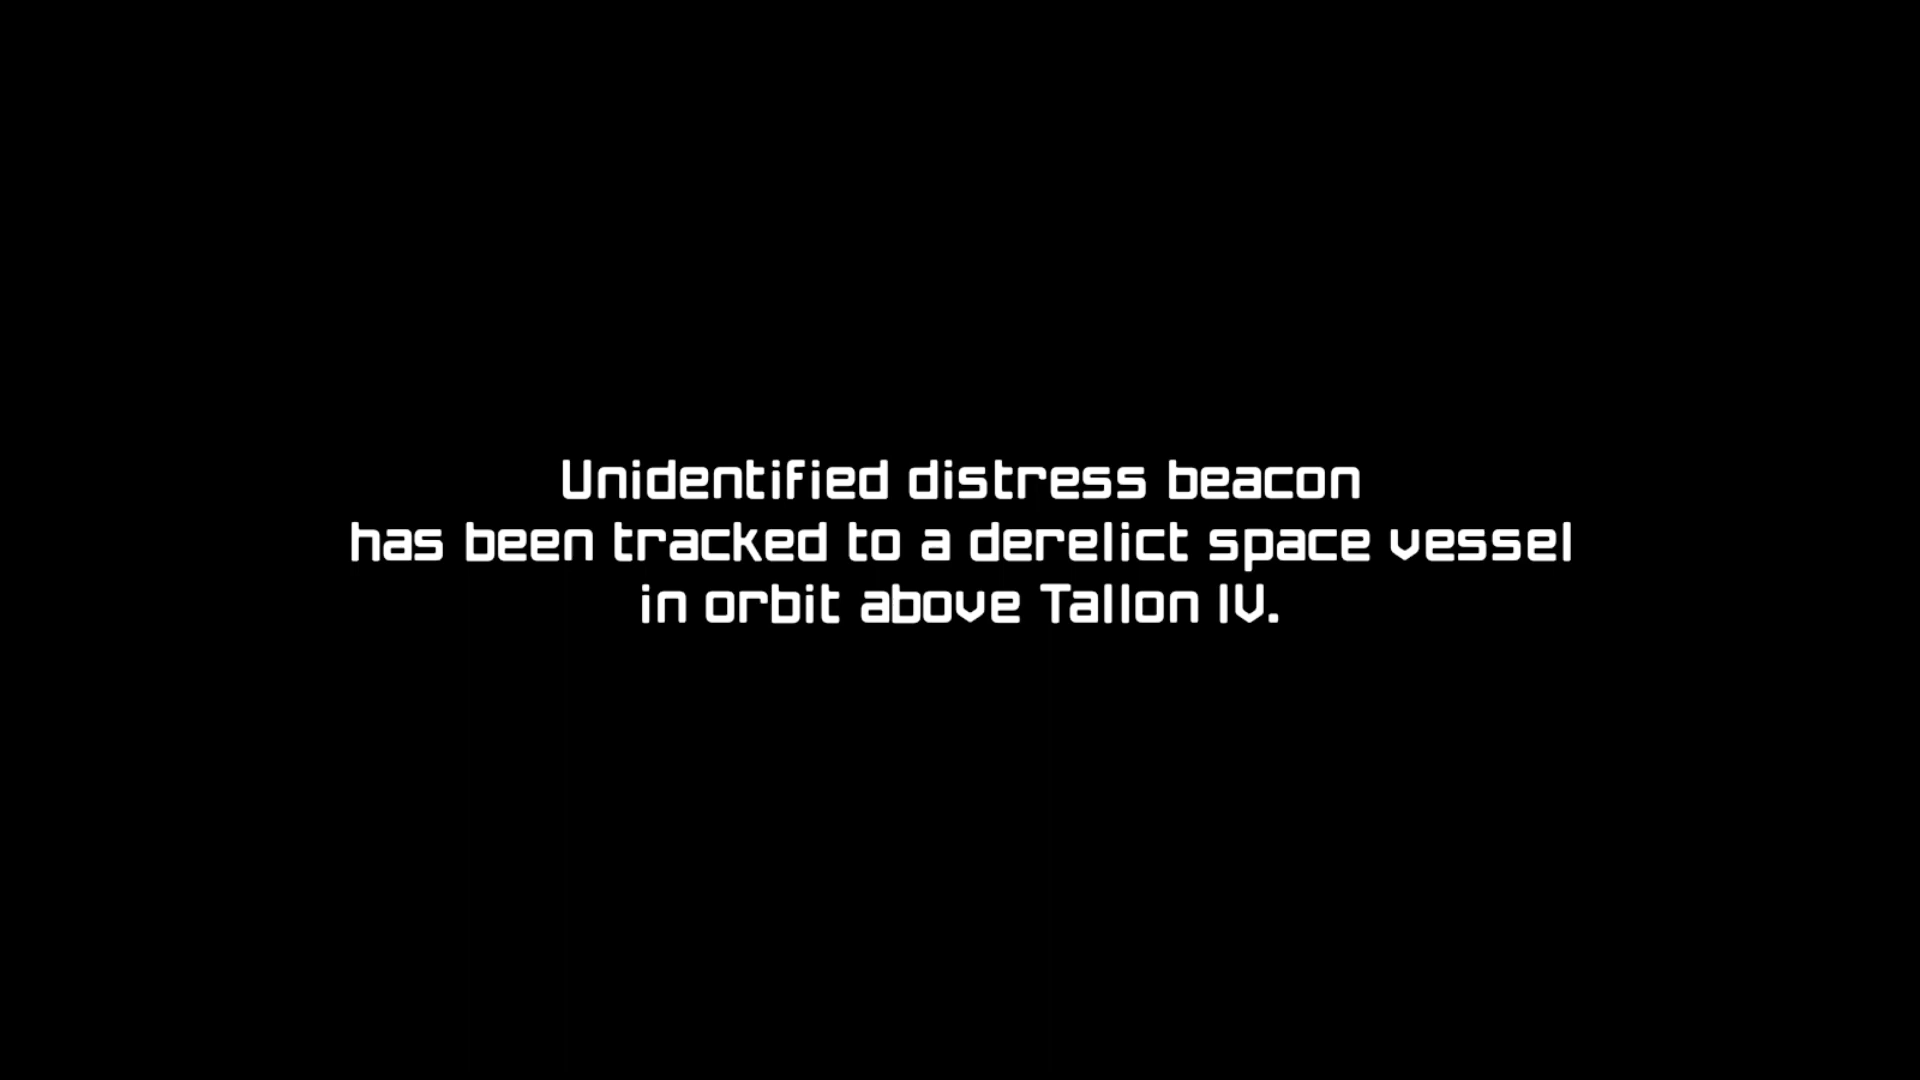 Unidentified distress beacon
has been tracked to a derelict space vessel
in orbit above Tallon IV.